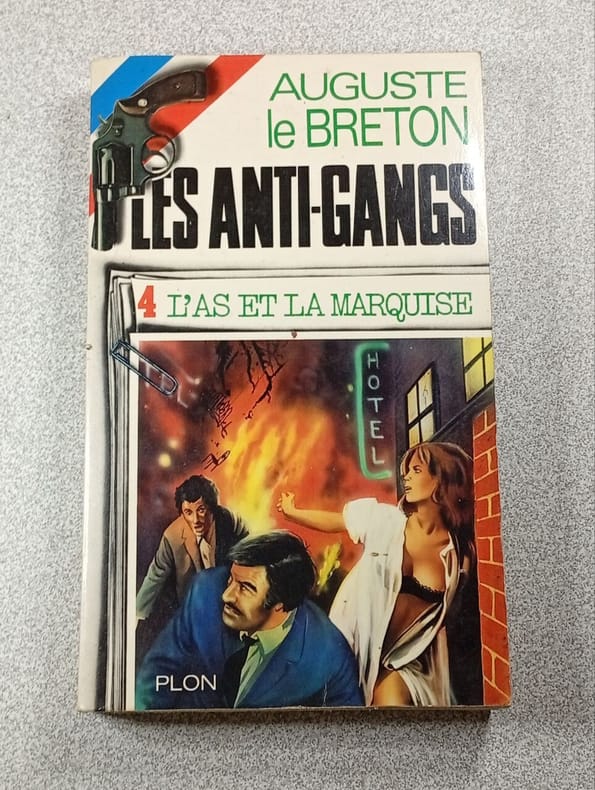 AUGUSTE
le BRETON
LES ANTI-GANGS
4 L'AS ET LA MARQUISE
HOTEL
PLON